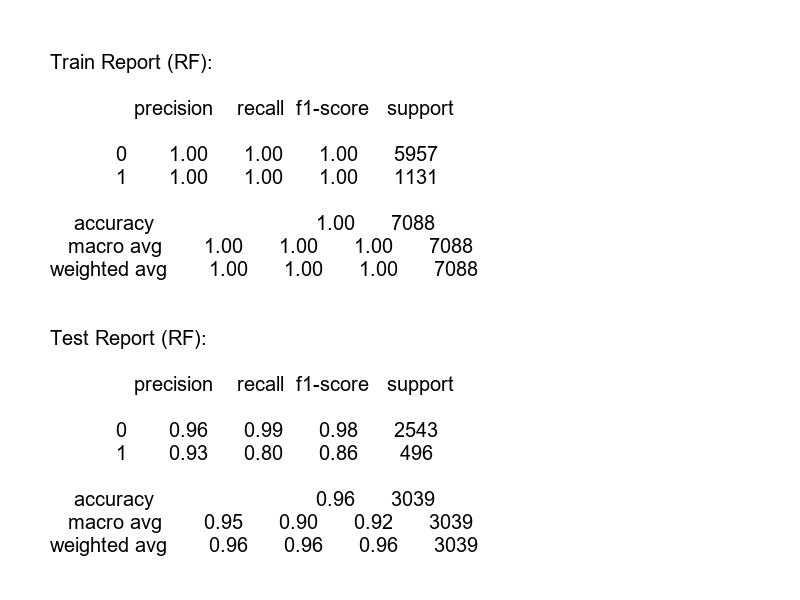 Train Report (RF):
precision recall f1-score support
0 1.00 1.00 1.00 5957
1 1.00 1.00 1.00 1131
accuracy 1.00 7088
macro avg 1.00 1.00 1.00 7088
weighted avg 1.00 1.00 1.00 7088
Test Report (RF):
precision recall f1-score support
0 0.96 0.99 0.98 2543
1 0.93 0.80 0.86 496
accuracy 0.96 3039
macro avg 0.95 0.90 0.92 3039
weighted avg 0.96 0.96 0.96 3039